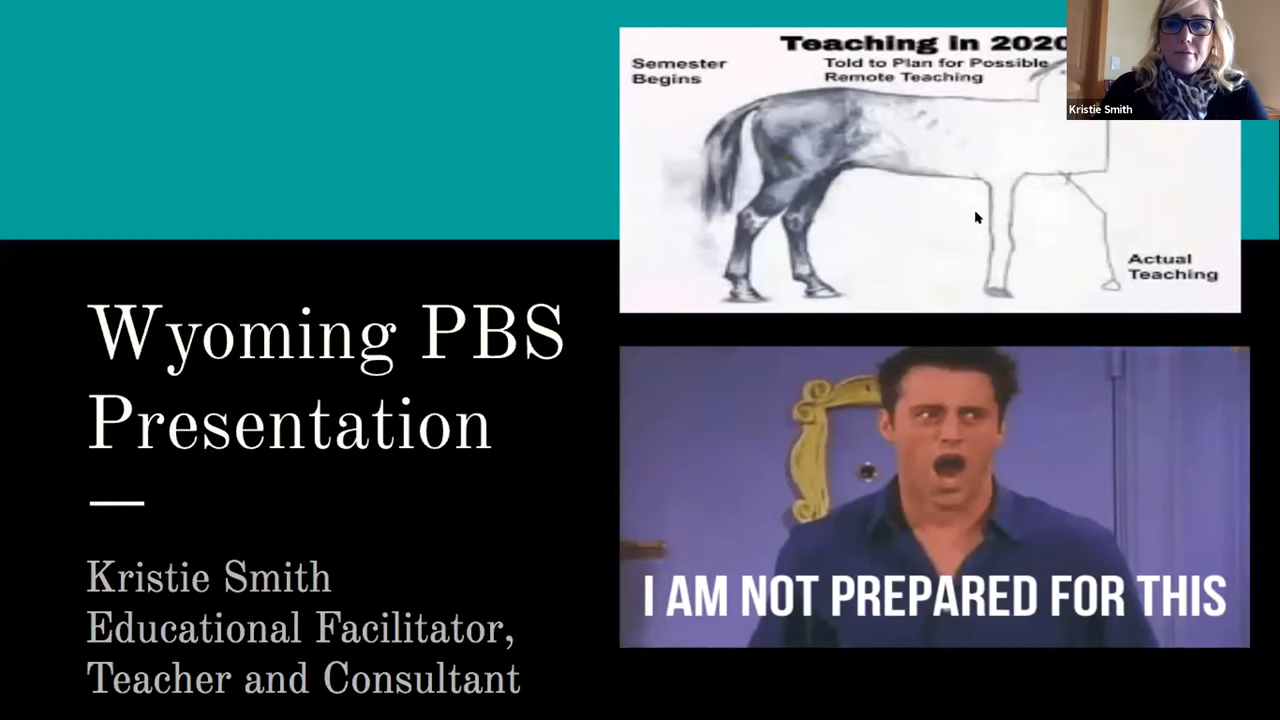 Teaching in 2020
Semester
Begins
Told to Plan for Possible
Remote Teaching
Kristie Smith
Actual
Teaching
Wyoming PBS
Presentation
I AM NOT PREPARED FOR THIS
Kristie Smith
Educational Facilitator,
Teacher and Consultant